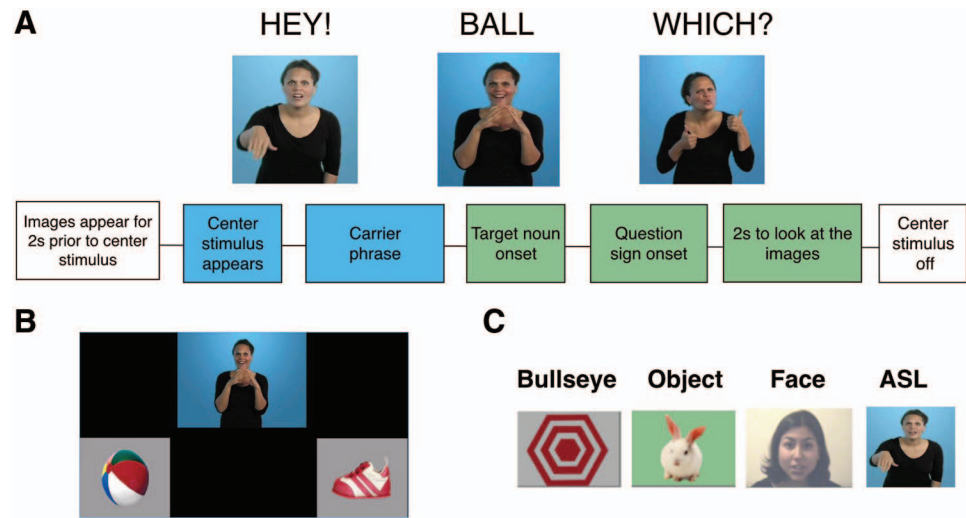 A
HEY!
BALL
WHICH?
Images appear for
2s prior to center
stimulus
Center
stimulus
appears
Carrier
phrase
Target noun
onset
Question
sign onset
2s to look at the
images
Center
stimulus
off
B
C
Bullseye
Object
Face
ASL